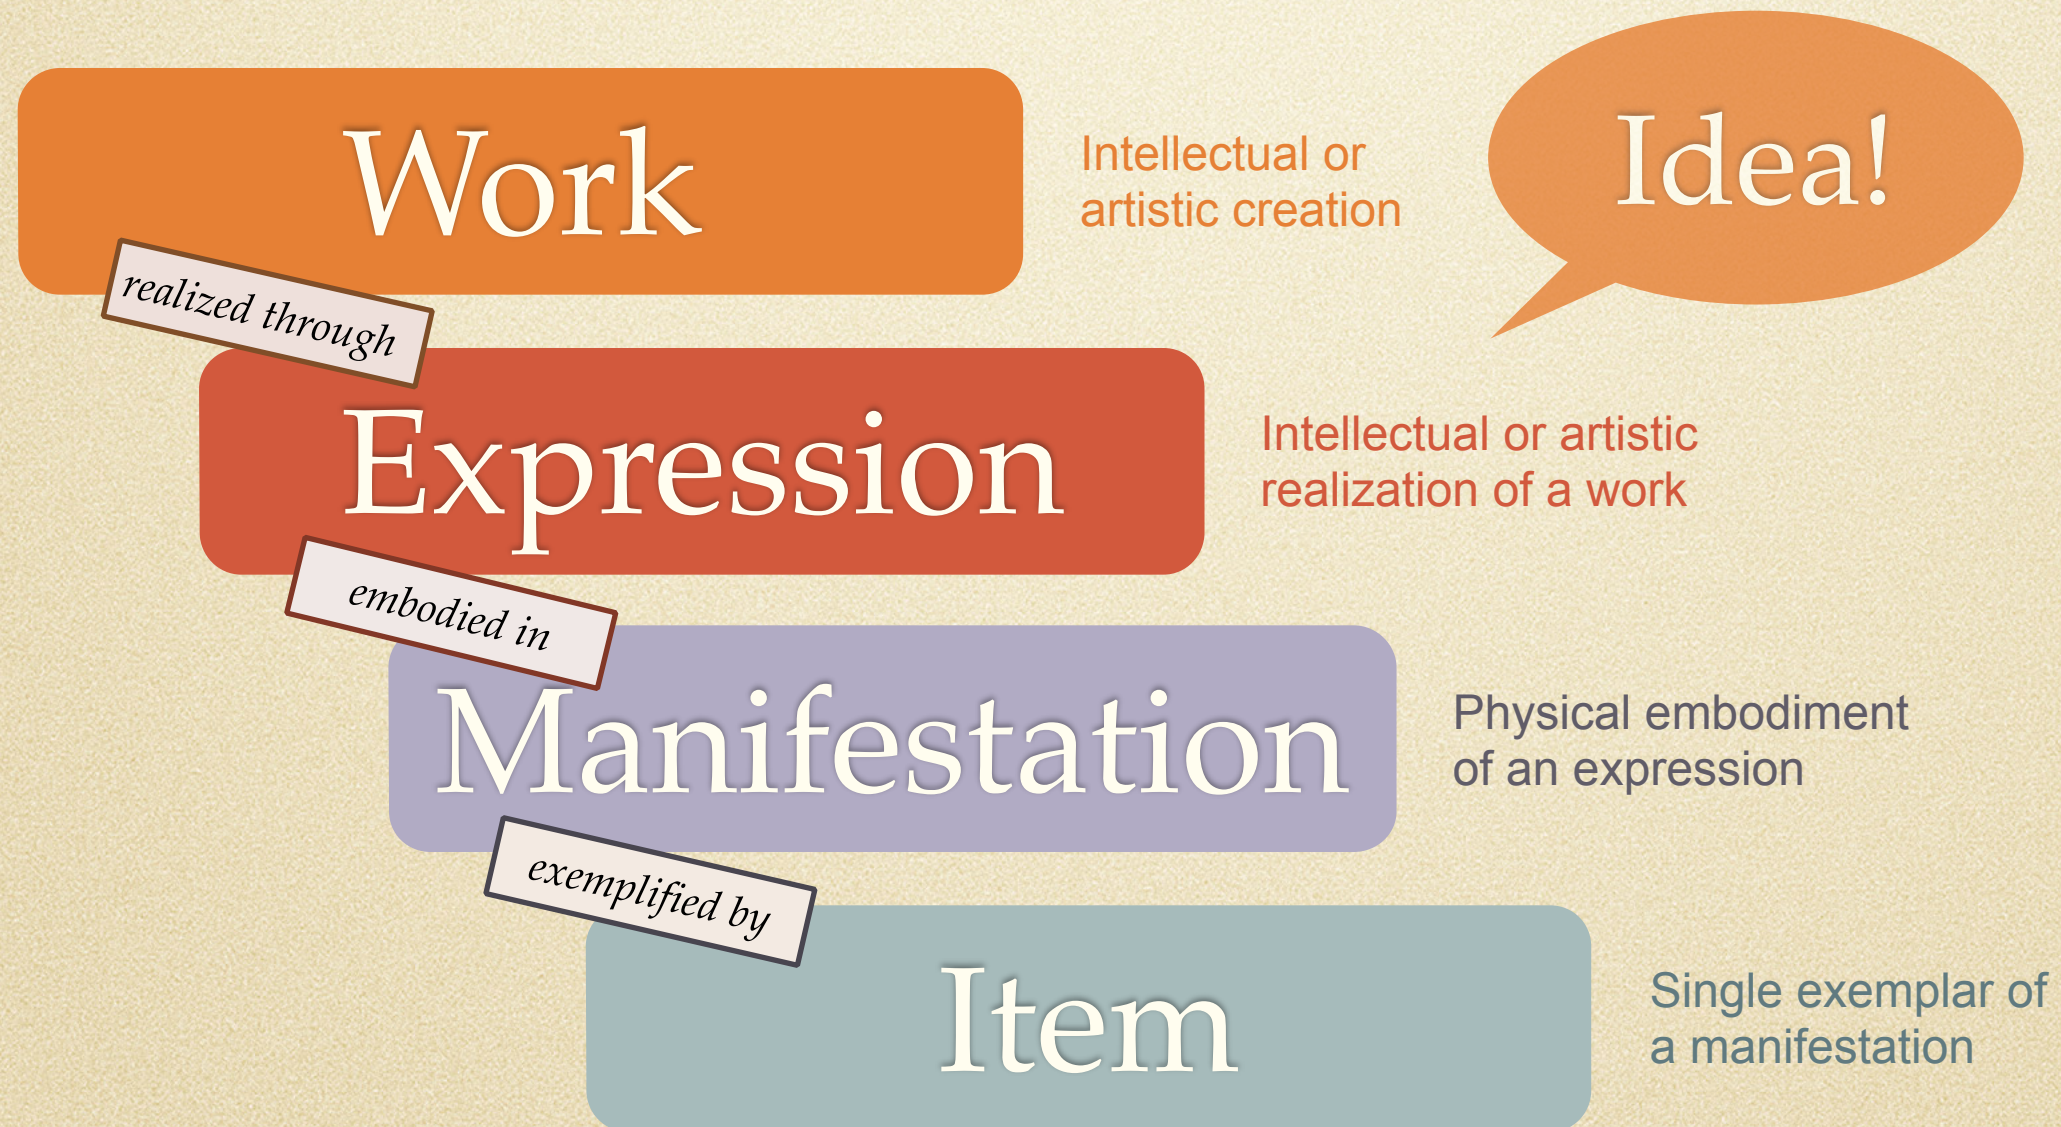 Work
Intellectual or
artistic creation
Idea!
realized through
Expression
Intellectual or artistic
realization of a work
embodied in
Manifestation
Physical embodiment
of an expression
exemplified by
Item
Single exemplar of
a manifestation